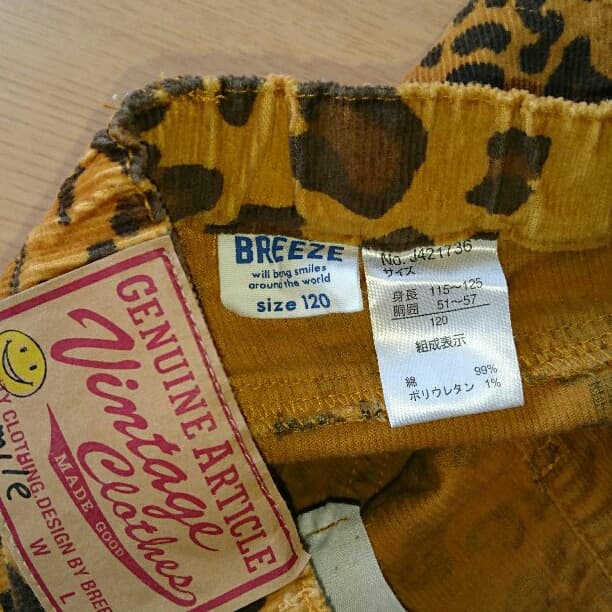 BREEZE
will bring smiles
around the world
size 120
No. J421736
サイズ
身長 115～125
胴囲 51～57
120
組成表示
綿 99%
ポリウレタン 1%
GENUINE ARTICLE
Vintage
Clothes
MADE GOOD
TY CLOTHING.DESIGN BY BREE
mile
W L